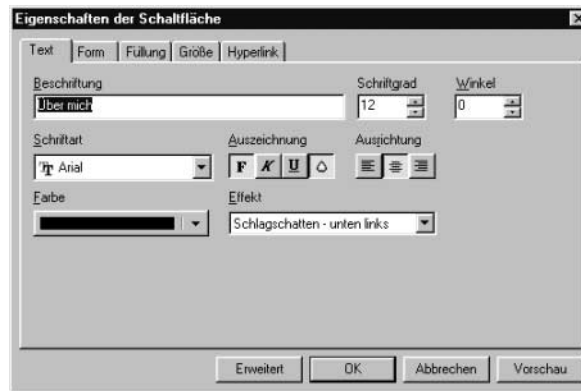 Eigenschaften der Schaltfläche
Text Form Füllung Größe Hyperlink
Beschriftung Schriftgrad Winkel
Über mich 12 0
Schriftart Auszeichnung Ausrichtung
Arial F K U
Farbe Effekt
Schlagschatten - unten links
Erweitert OK Abbrechen Vorschau